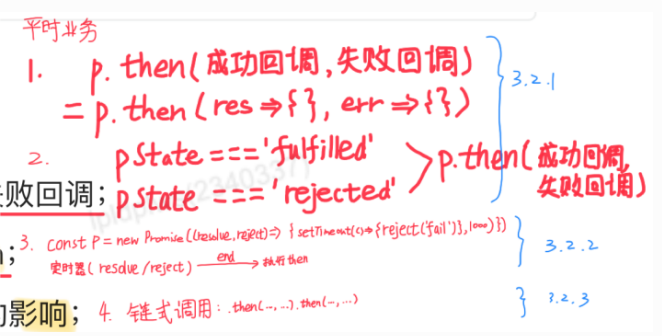 平时业务
1. p.then(成功回调,失败回调)
= p.then(res⇒{}, err⇒{})
3.2.1
2. pState==='fulfilled'
p.then(成功回调,
失败回调)
失败回调;
pState==='rejected'
3. const p = new Promise((resolve,reject)=>{setTimeout(()=>{reject('fail')},1000)})
定时器(resolve/reject) end 执行then
3.2.2
影响;
4. 链式调用:.then(…,…).then(…,…)
3.2.3